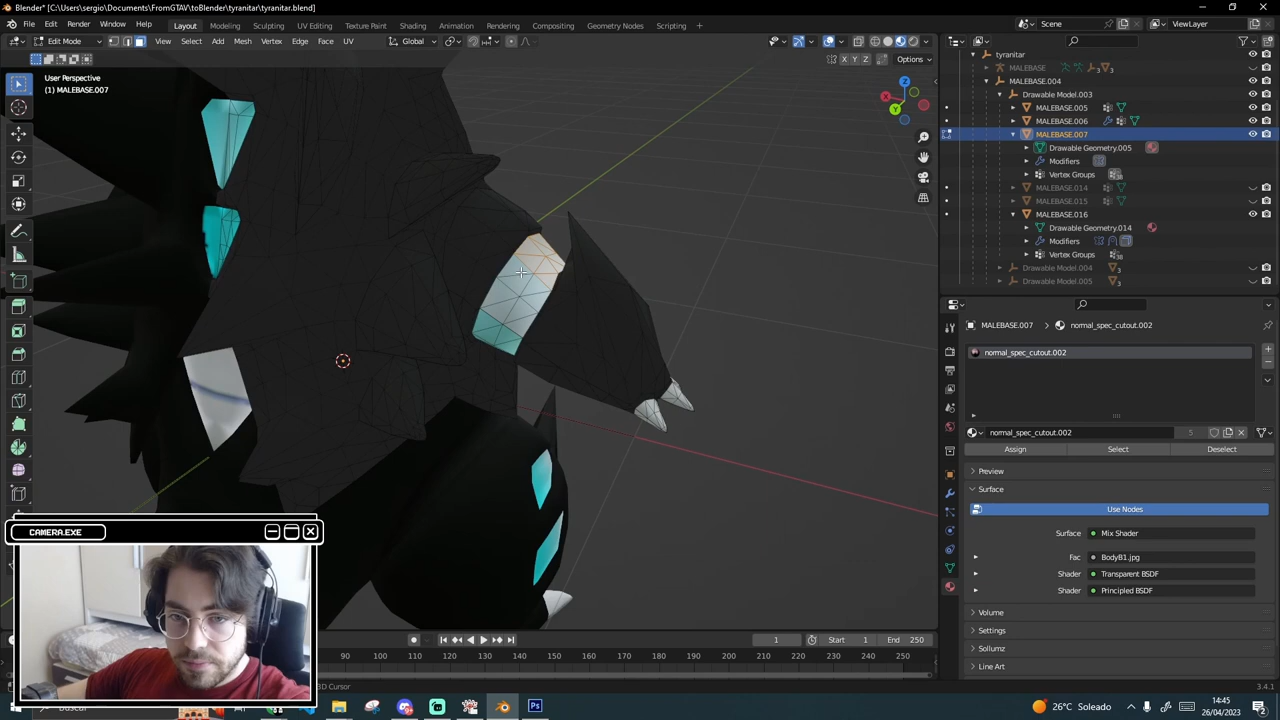 Blender* [C:\Users\sergio\Documents\FromGTAV\toBlender\tyranitar\tyranitar.blend]
File Edit Render Window Help
Layout Modeling Sculpting UV Editing Texture Paint Shading Animation Rendering Compositing Geometry Nodes Scripting
Scene
ViewLayer
Edit Mode View Select Add Mesh Vertex Edge Face UV
Global
X Y Z
Options
User Perspective
(1) MALEBASE.007
Z
X
Y
tyranitar
MALEBASE
MALEBASE.004
Drawable Model.003
MALEBASE.005
MALEBASE.006
MALEBASE.007
Drawable Geometry.005
Modifiers
Vertex Groups
MALEBASE.014
MALEBASE.015
MALEBASE.016
Drawable Geometry.014
Modifiers
Vertex Groups
Drawable Model.004
Drawable Model.005
MALEBASE.007 > normal_spec_cutout.002
normal_spec_cutout.002
normal_spec_cutout.002 5
Assign Select Deselect
Preview
Surface
Use Nodes
Surface Mix Shader
Fac BodyB1.jpg
Shader Transparent BSDF
Shader Principled BSDF
Volume
Settings
Sollumz
Line Art
CAMERA.EXE
1 Start 1 End 250
90 100 110 120 130 140 150 160 170 180 190 200 210 220 230 240 250
3D Cursor
3.4.1
Buscar
26°C Soleado
14:45
16/04/2023